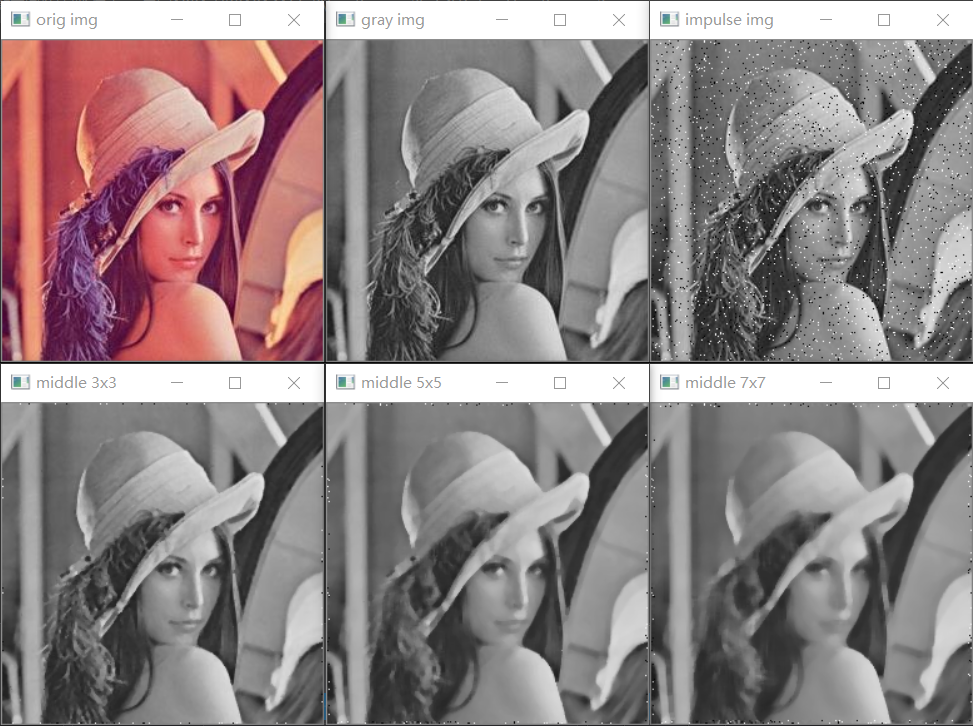 orig img
gray img
impulse img
middle 3x3
middle 5x5
middle 7x7